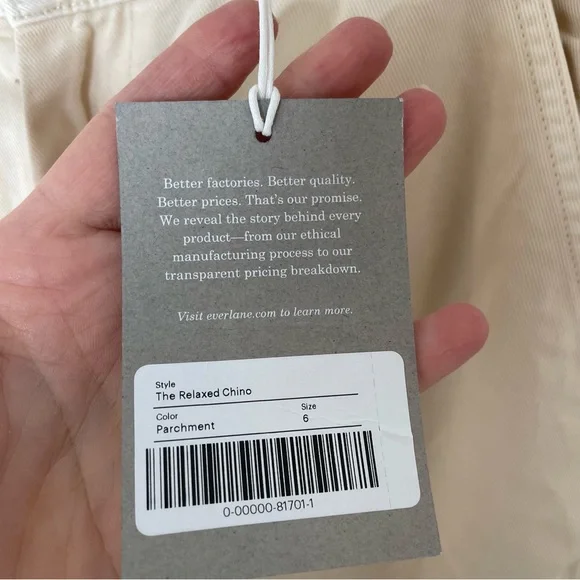 Better factories. Better quality.
Better prices. That's our promise.
We reveal the story behind every
product—from our ethical
manufacturing process to our
transparent pricing breakdown.
Visit everlane.com to learn more.
Style
The Relaxed Chino
Color Size
Parchment 6
0-00000-81701-1